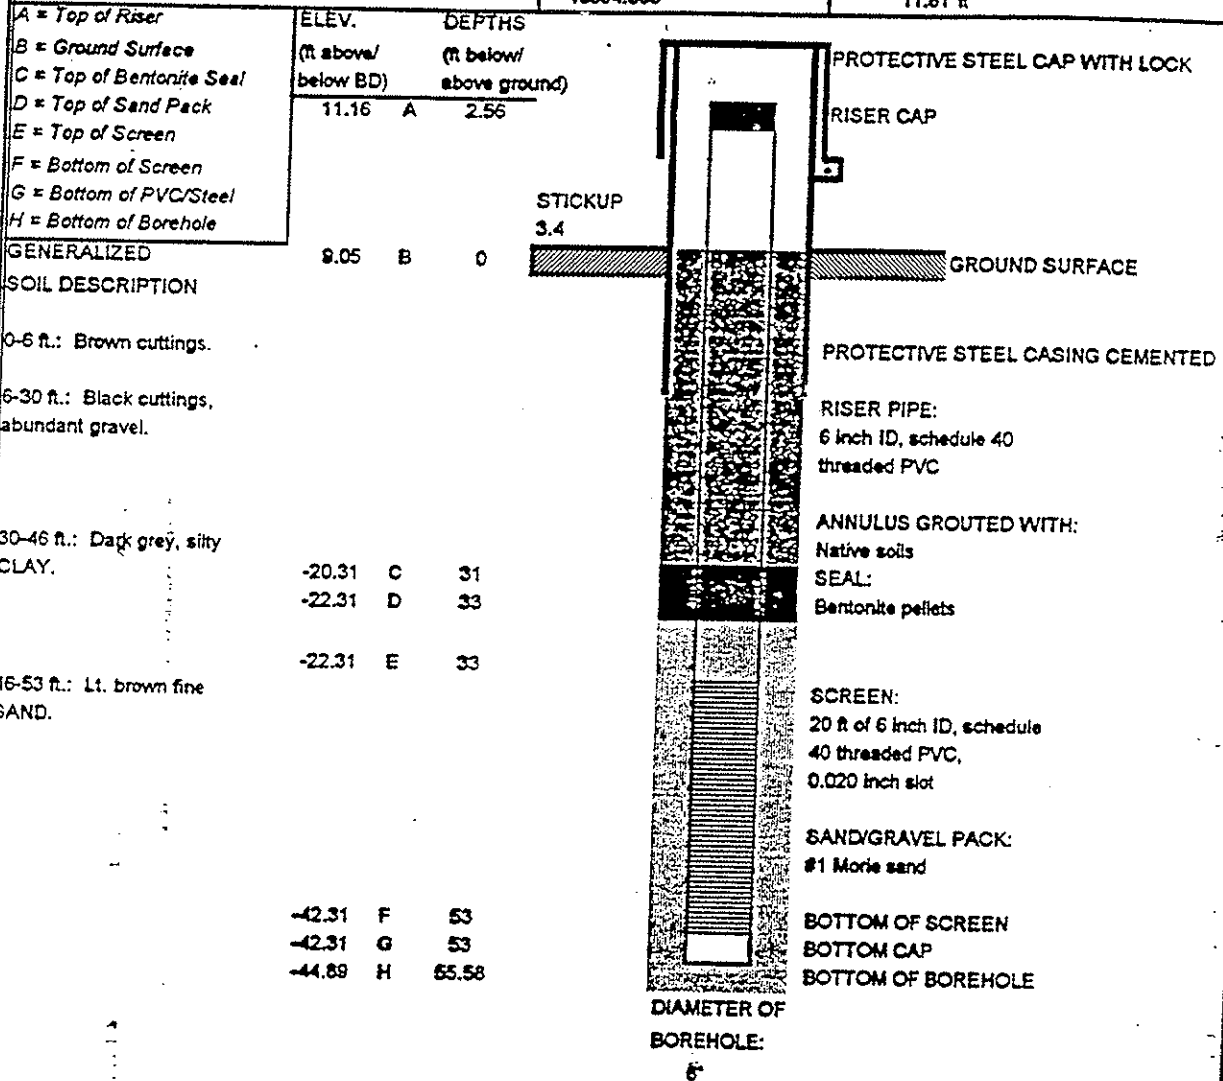 A = Top of Riser
B = Ground Surface
C = Top of Bentonite Seal
D = Top of Sand Pack
E = Top of Screen
F = Bottom of Screen
G = Bottom of PVC/Steel
H = Bottom of Borehole
ELEV. DEPTHS
(ft above/ (ft below/
below BD) above ground)
11.16 A 2.56
11.61 ft
PROTECTIVE STEEL CAP WITH LOCK
RISER CAP
STICKUP
3.4
GENERALIZED
SOIL DESCRIPTION
9.05 B 0
GROUND SURFACE
0-6 ft.: Brown cuttings.
PROTECTIVE STEEL CASING CEMENTED
6-30 ft.: Black cuttings,
abundant gravel.
RISER PIPE:
6 inch ID, schedule 40
threaded PVC
30-46 ft.: Dark grey, silty
CLAY.
ANNULUS GROUTED WITH:
Native soils
-20.31 C 31
-22.31 D 33
SEAL:
Bentonite pellets
-22.31 E 33
46-53 ft.: Lt. brown fine
SAND.
SCREEN:
20 ft of 6 inch ID, schedule
40 threaded PVC,
0.020 inch slot
SAND/GRAVEL PACK:
#1 Morie sand
-42.31 F 53
-42.31 G 53
-44.89 H 55.58
BOTTOM OF SCREEN
BOTTOM CAP
BOTTOM OF BOREHOLE
DIAMETER OF
BOREHOLE: